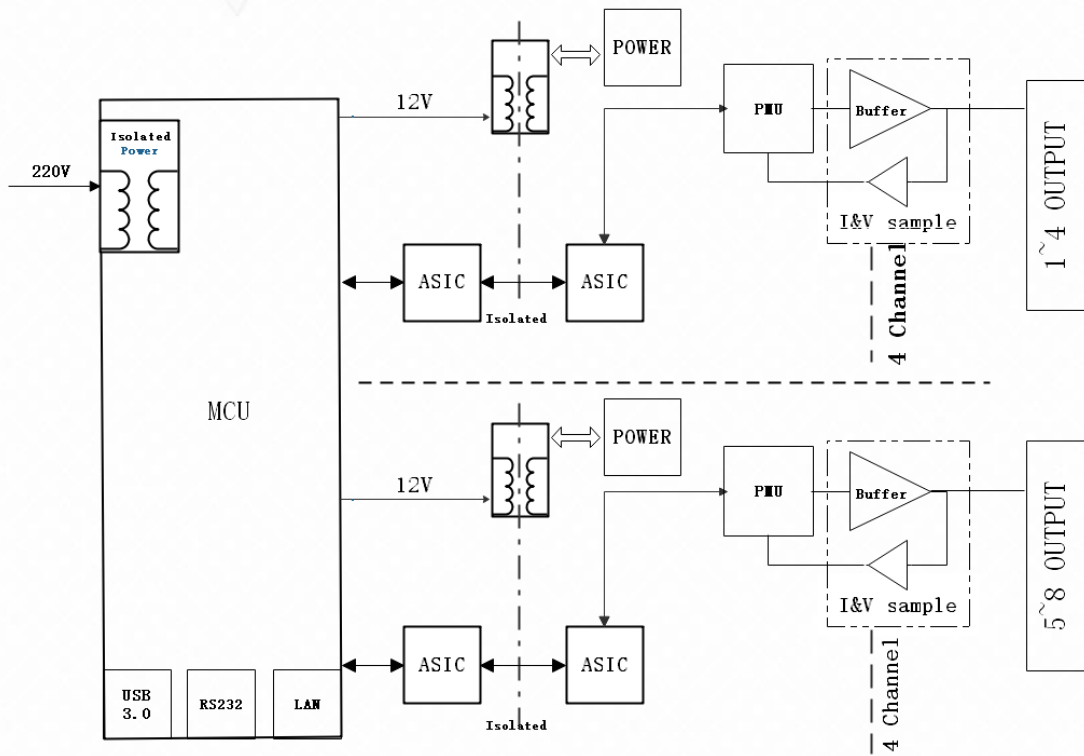 POWER
12V
PMU
Buffer
Isolated
Power
220V
I&V sample
1~4 OUTPUT
ASIC
ASIC
Isolated
4 Channel
MCU
POWER
12V
PMU
Buffer
I&V sample
5~8 OUTPUT
ASIC
ASIC
Isolated
4 Channel
USB
3.0
RS232
LAN